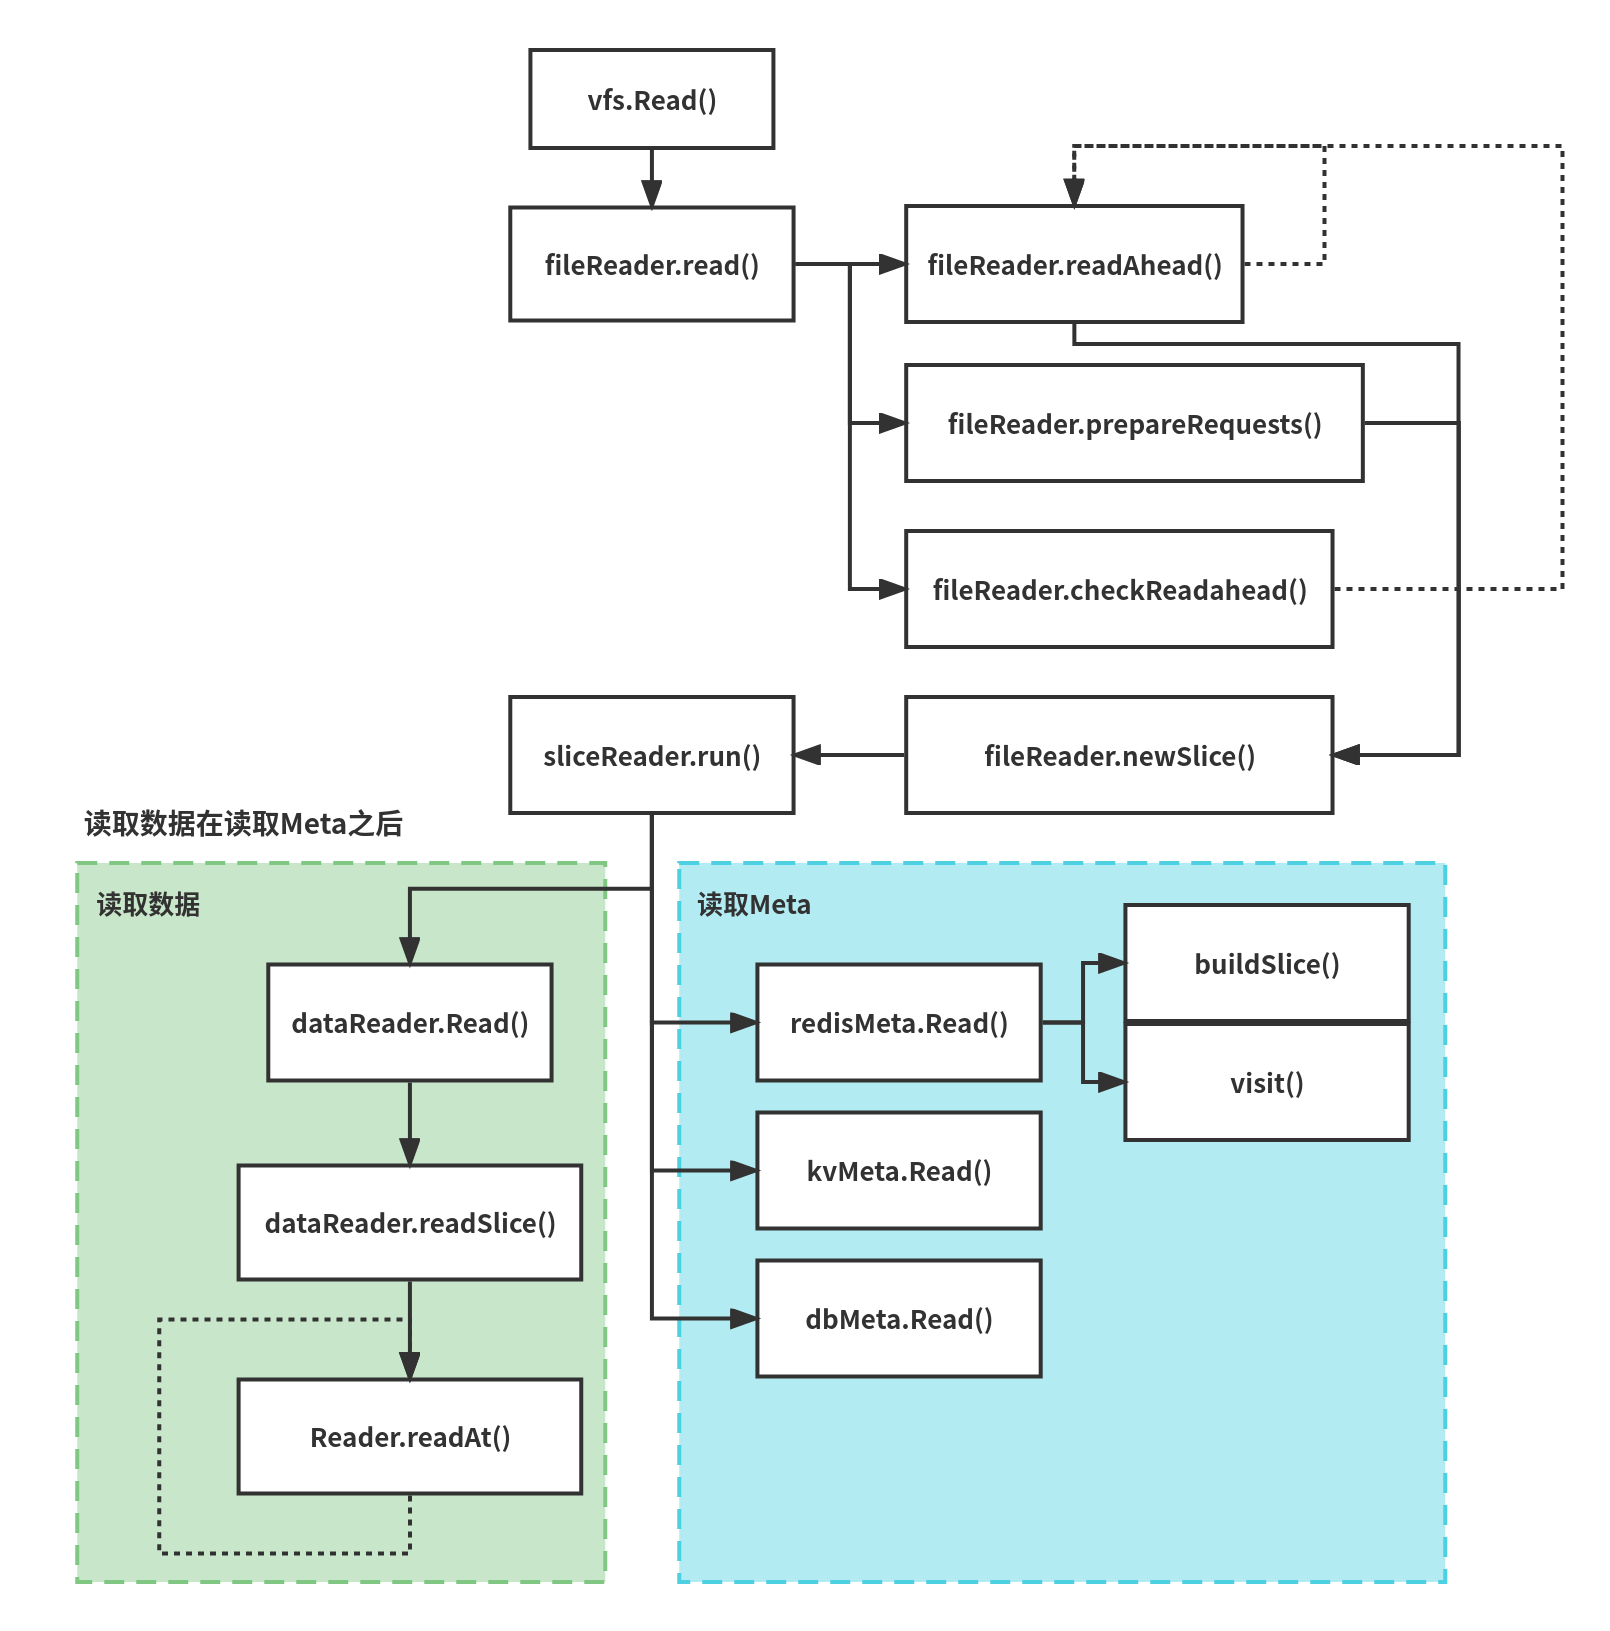 vfs.Read()
fileReader.read()
fileReader.readAhead()
fileReader.prepareRequests()
fileReader.checkReadahead()
sliceReader.run()
fileReader.newSlice()
读取数据在读取Meta之后
读取数据
dataReader.Read()
dataReader.readSlice()
Reader.readAt()
读取Meta
redisMeta.Read()
buildSlice()
visit()
kvMeta.Read()
dbMeta.Read()